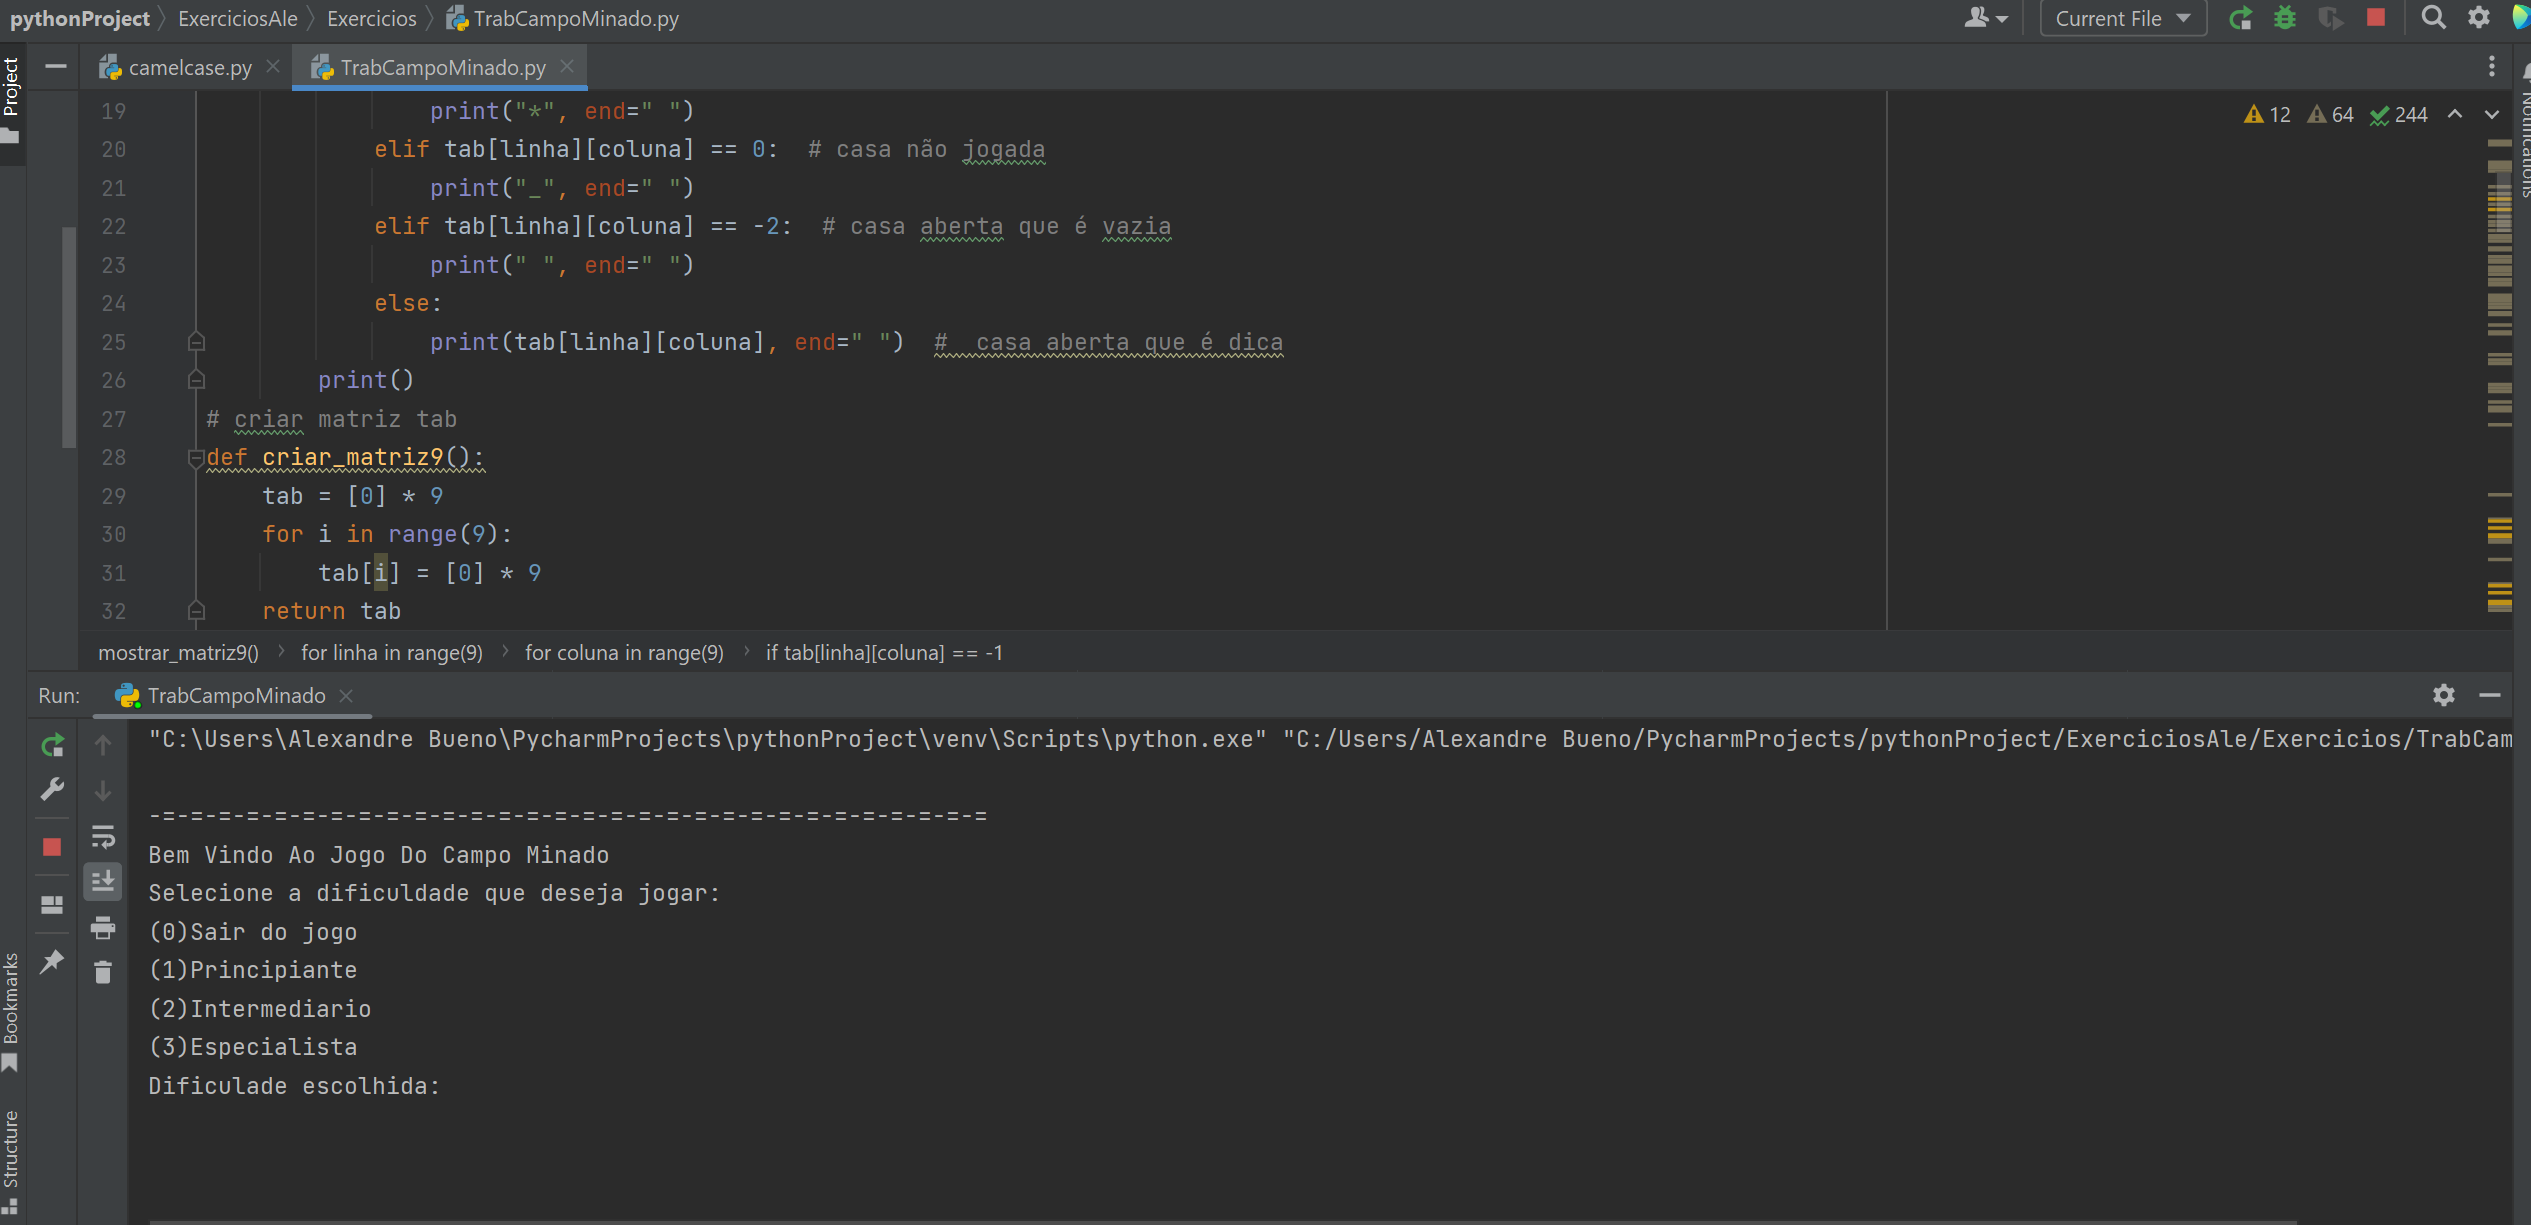 pythonProject ExerciciosAle Exercicios TrabCampoMinado.py Current File
Project camelcase.py TrabCampoMinado.py
Notifications
12 64 244
19 print("*", end=" ")
20 elif tab[linha][coluna] == 0:  # casa não jogada
21 print("_", end=" ")
22 elif tab[linha][coluna] == -2:  # casa aberta que é vazia
23 print(" ", end=" ")
24 else:
25 print(tab[linha][coluna], end=" ")  #  casa aberta que é dica
26 print()
27 # criar matriz tab
28 def criar_matriz9():
29 tab = [0] * 9
30 for i in range(9):
31 tab[i] = [0] * 9
32 return tab
mostrar_matriz9() for linha in range(9) for coluna in range(9) if tab[linha][coluna] == -1
Run: TrabCampoMinado
"C:\Users\Alexandre Bueno\PycharmProjects\pythonProject\venv\Scripts\python.exe" "C:/Users/Alexandre Bueno/PycharmProjects/pythonProject/ExerciciosAle/Exercicios/TrabCam
-=-=-=-=-=-=-=-=-=-=-=-=-=-=-=-=-=-=-=-=-=-=-=-=-=-=-=-=-=-=
Bem Vindo Ao Jogo Do Campo Minado
Selecione a dificuldade que deseja jogar:
(0)Sair do jogo
(1)Principiante
(2)Intermediario
(3)Especialista
Dificulade escolhida:
Bookmarks
Structure